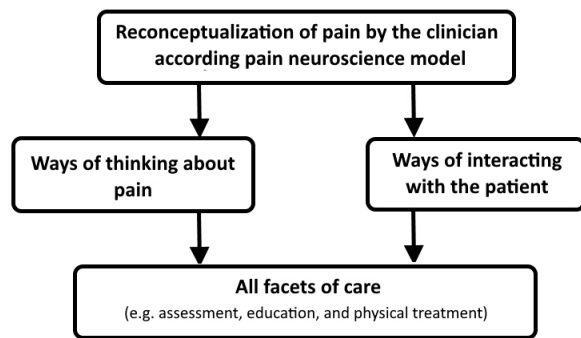 Reconceptualization of pain by the clinician
according pain neuroscience model
Ways of thinking about
pain
Ways of interacting
with the patient
All facets of care
(e.g. assessment, education, and physical treatment)